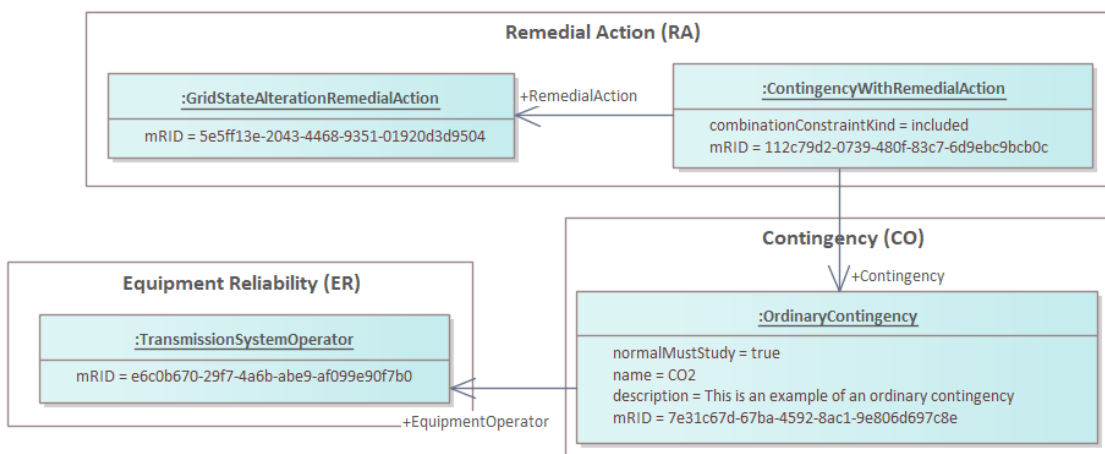 Remedial Action (RA)
:GridStateAlterationRemedialAction
mRID = 5e5ff13e-2043-4468-9351-01920d3d9504
+RemedialAction
:ContingencyWithRemedialAction
combinationConstraintKind = included
mRID = 112c79d2-0739-480f-83c7-6d9ebc9bcb0c
Contingency (CO)
+Contingency
Equipment Reliability (ER)
:TransmissionSystemOperator
mRID = e6c0b670-29f7-4a6b-abe9-af099e90f7b0
+EquipmentOperator
:OrdinaryContingency
normalMustStudy = true
name = CO2
description = This is an example of an ordinary contingency
mRID = 7e31c67d-67ba-4592-8ac1-9e806d697c8e